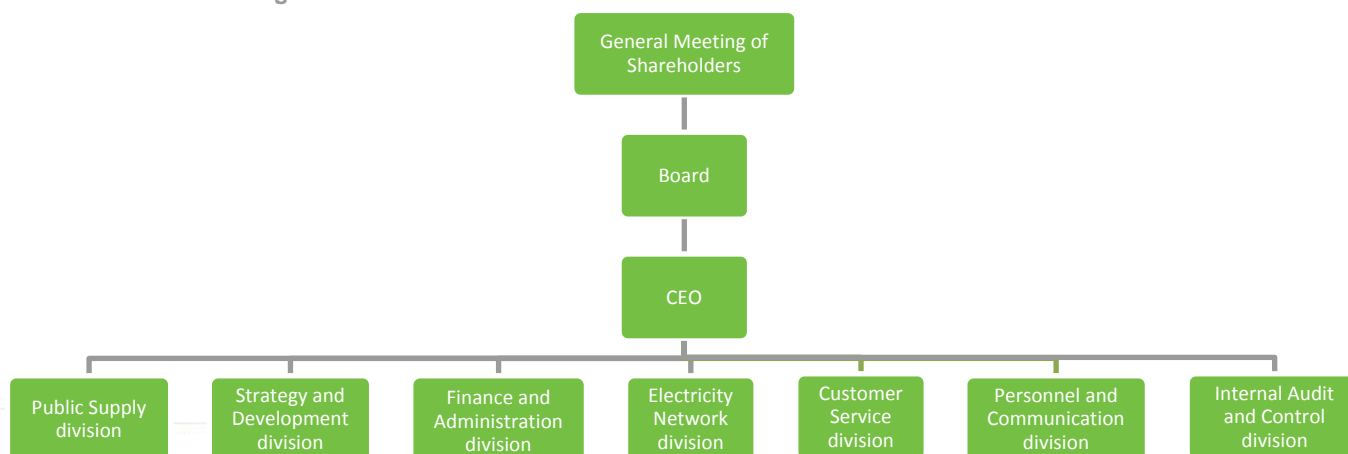 General Meeting of
Shareholders
Board
CEO
Public Supply
division
Strategy and
Development
division
Finance and
Administration
division
Electricity
Network
division
Customer
Service
division
Personnel and
Communication
division
Internal Audit
and Control
division